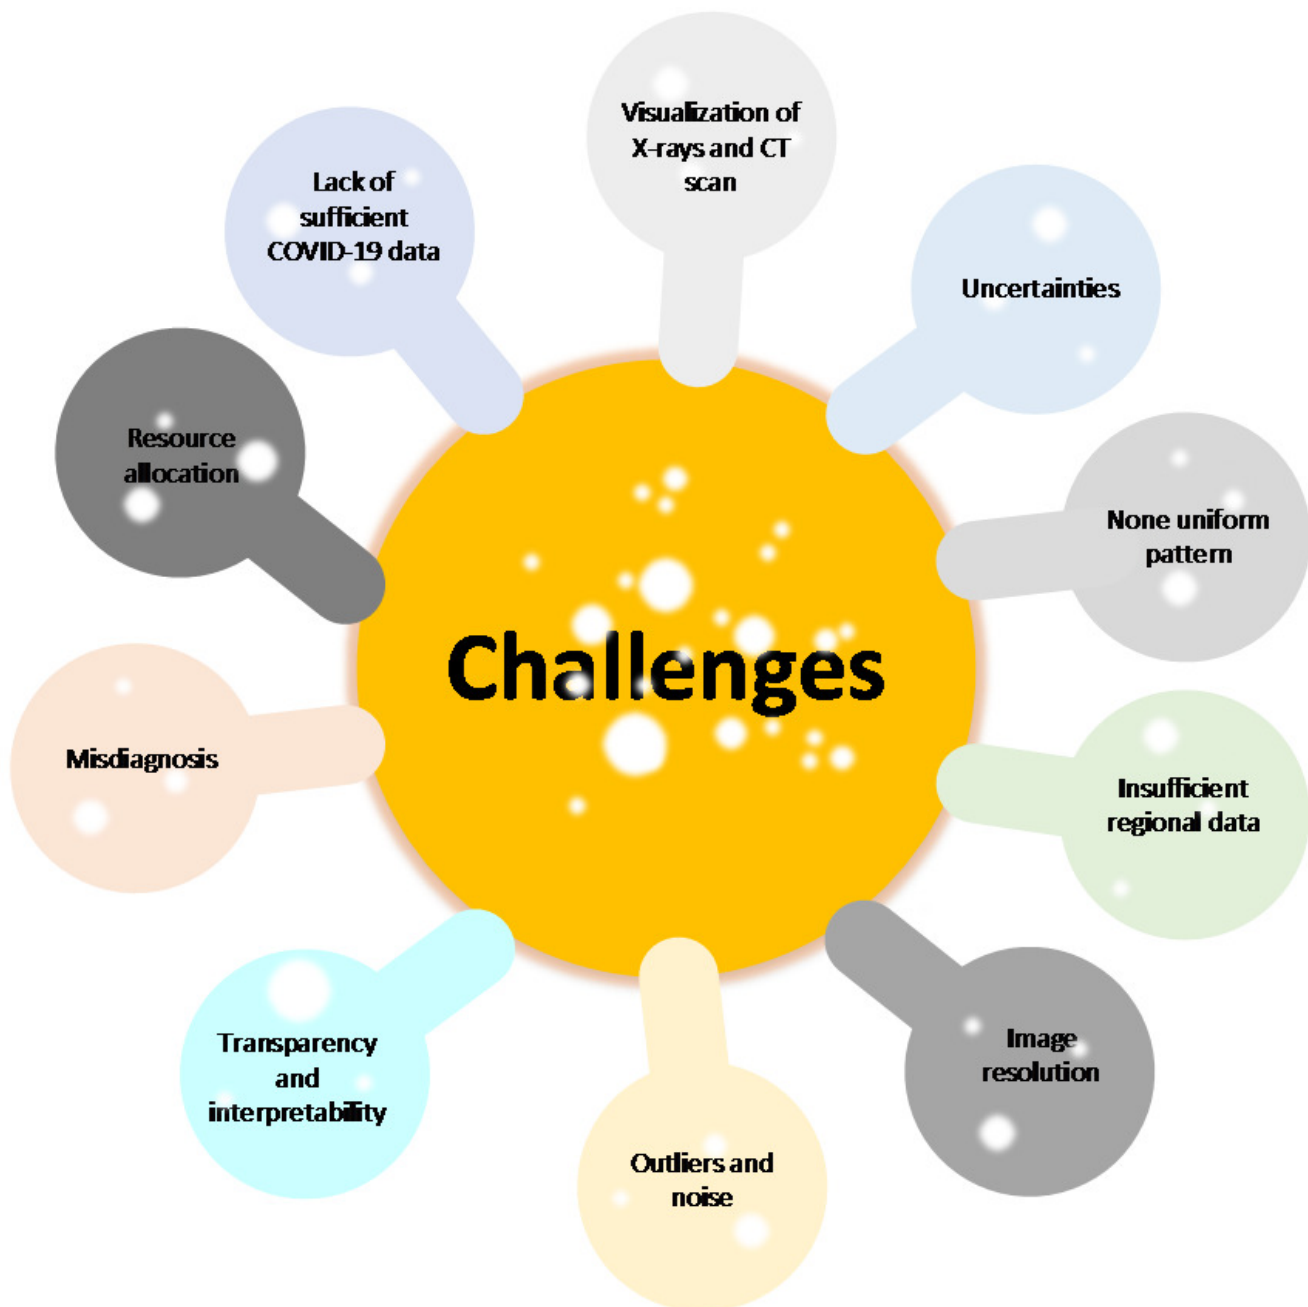 Visualization of
X-rays and CT
scan
Uncertainties
None uniform
pattern
Insufficient
regional data
Image
resolution
Outliers and
noise
Transparency
and
interpretability
Misdiagnosis
Resource
allocation
Lack of
sufficient
COVID-19 data
Challenges